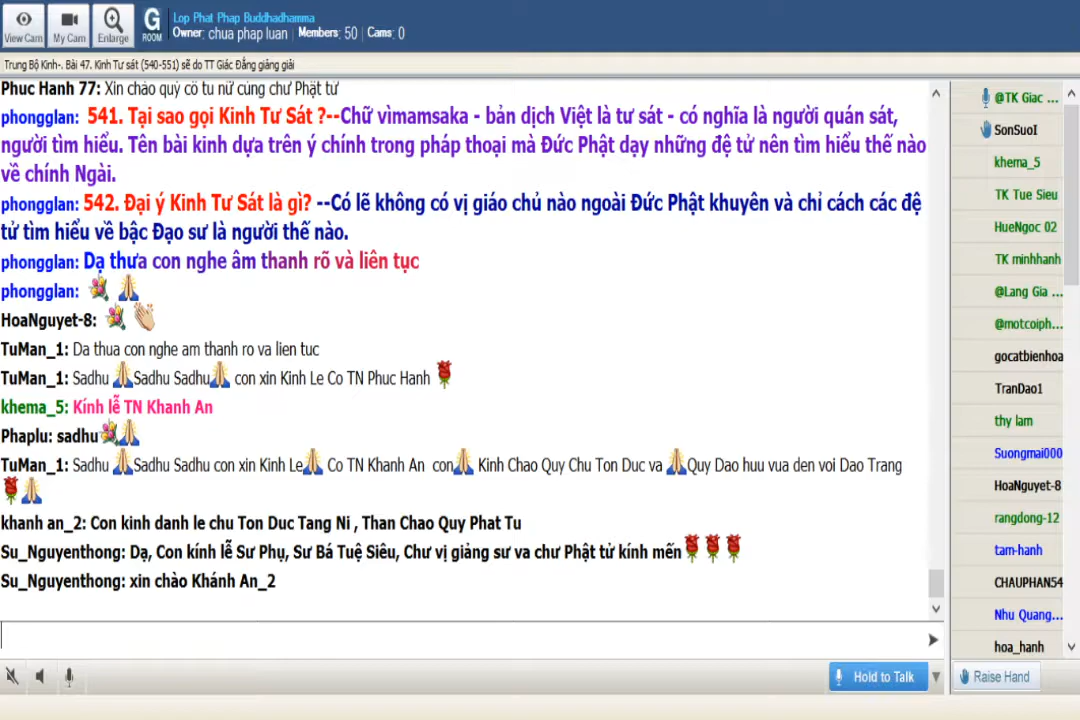 View Cam
My Cam
Enlarge
G
ROOM
Lop Phat Phap Buddhadhamma
Owner: chua phap luan | Members: 50 | Cams: 0
Trung Bộ Kinh-. Bài 47. Kinh Tư sát (540-551) sẽ do TT Giác Đẳng giảng giải
Phuc Hanh 77: Xin chào quý cô tu nữ cùng chư Phật tử
phongglan: 541. Tại sao gọi Kinh Tư Sát ?--Chữ vìmamsaka - bản dịch Việt là tư sát - có nghĩa là người quán sát,
người tìm hiểu. Tên bài kinh dựa trên ý chính trong pháp thoại mà Đức Phật dạy những đệ tử nên tìm hiểu thế nào
về chính Ngài.
phongglan: 542. Đại ý Kinh Tư Sát là gì? --Có lẽ không có vị giáo chủ nào ngoài Đức Phật khuyên và chỉ cách các đệ
tử tìm hiểu về bậc Đạo sư là người thế nào.
phongglan: Dạ thưa con nghe âm thanh rõ và liên tục
phongglan:
HoaNguyet-8:
TuMan_1: Da thua con nghe am thanh ro va lien tuc
TuMan_1: Sadhu Sadhu Sadhu con xin Kinh Le Co TN Phuc Hanh
khema_5: Kính lễ TN Khanh An
Phaplu: sadhu
TuMan_1: Sadhu Sadhu Sadhu con xin Kinh Le Co TN Khanh An con Kinh Chao Quy Chu Ton Duc va Quy Dao huu vua den voi Dao Trang
khanh an_2: Con kinh danh le chu Ton Duc Tang Ni , Than Chao Quy Phat Tu
Su_Nguyenthong: Dạ, Con kính lễ Sư Phụ, Sư Bá Tuệ Siêu, Chư vị giảng sư va chư Phật tử kính mến
Su_Nguyenthong: xin chào Khánh An_2
Hold to Talk
@TK Giac ...
SonSuoI
khema_5
TK Tue Sieu
HueNgoc 02
TK minhhanh
@Lang Gia ...
@motcoiph...
gocatbienhoa
TranDao1
thy lam
Suongmai000
HoaNguyet-8
rangdong-12
tam-hanh
CHAUPHAN54
Nhu Quang...
hoa_hanh
Raise Hand